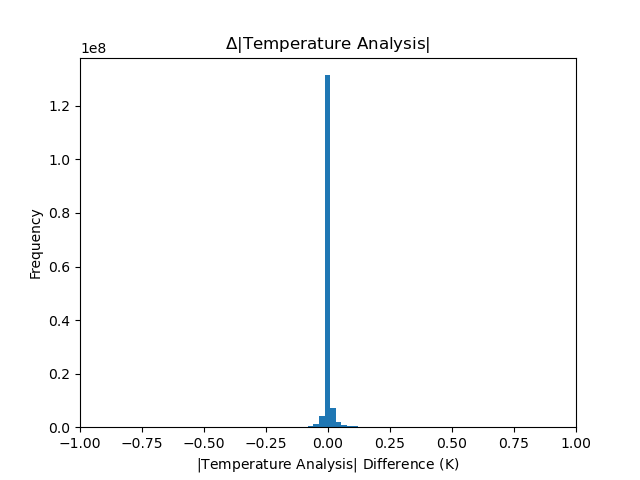 Δ|Temperature Analysis|
1e8
1.2
1.0
0.8
0.6
0.4
0.2
0.0
Frequency
−1.00 −0.75 −0.50 −0.25 0.00 0.25 0.50 0.75 1.00
|Temperature Analysis| Difference (K)